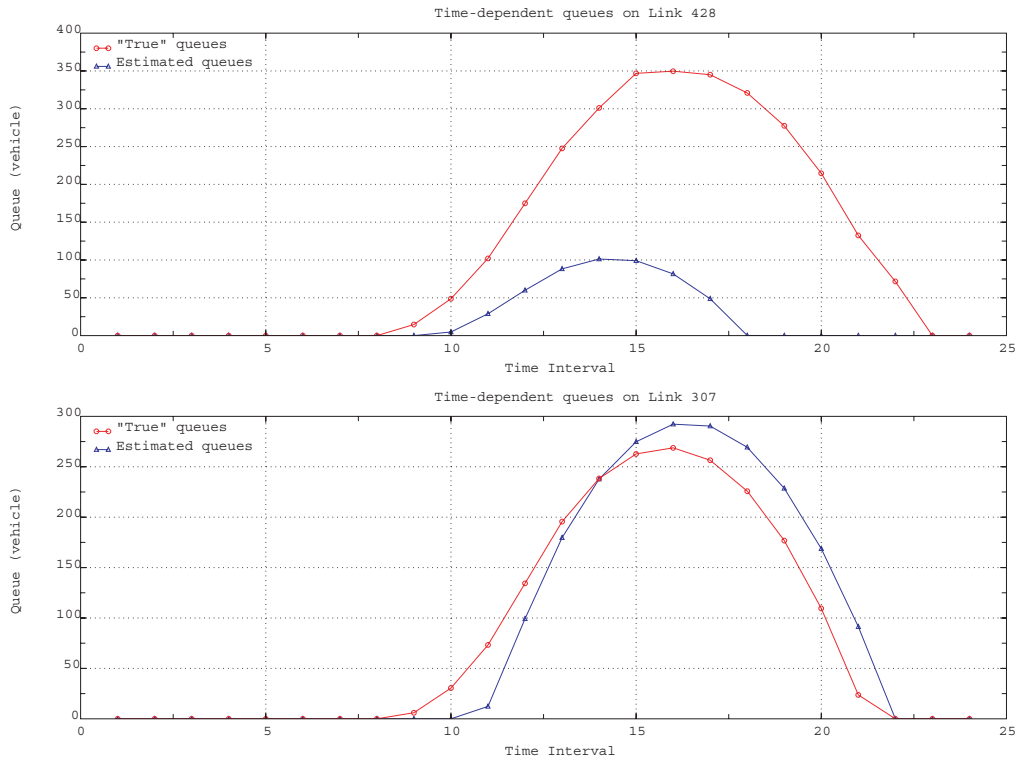 Time-dependent queues on Link 428
400
350
300
250
200
150
100
50
0
Queue (vehicle)
"True" queues
Estimated queues
0 5 10 15 20 25
Time Interval
Time-dependent queues on Link 307
300
250
200
150
100
50
0
Queue (vehicle)
"True" queues
Estimated queues
0 5 10 15 20 25
Time Interval